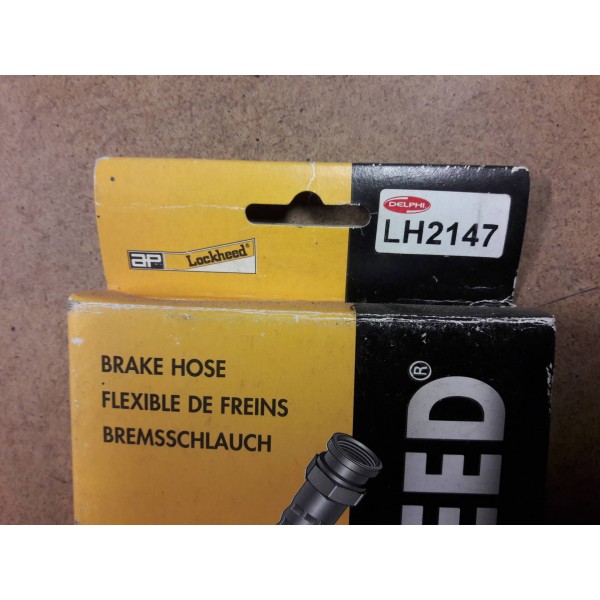 DELPHI
LH2147
ap Lockheed®
BRAKE HOSE
FLEXIBLE DE FREINS
BREMSSCHLAUCH
EED®